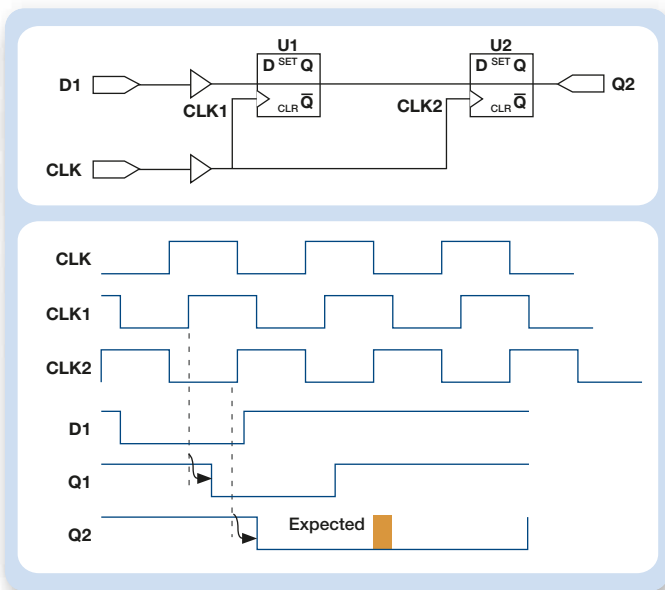 U1
U2
D SET Q
D SET Q
D1
Q2
CLK1
CLR Q̅
CLK2
CLR Q̅
CLK
CLK
CLK1
CLK2
D1
Q1
Expected
Q2